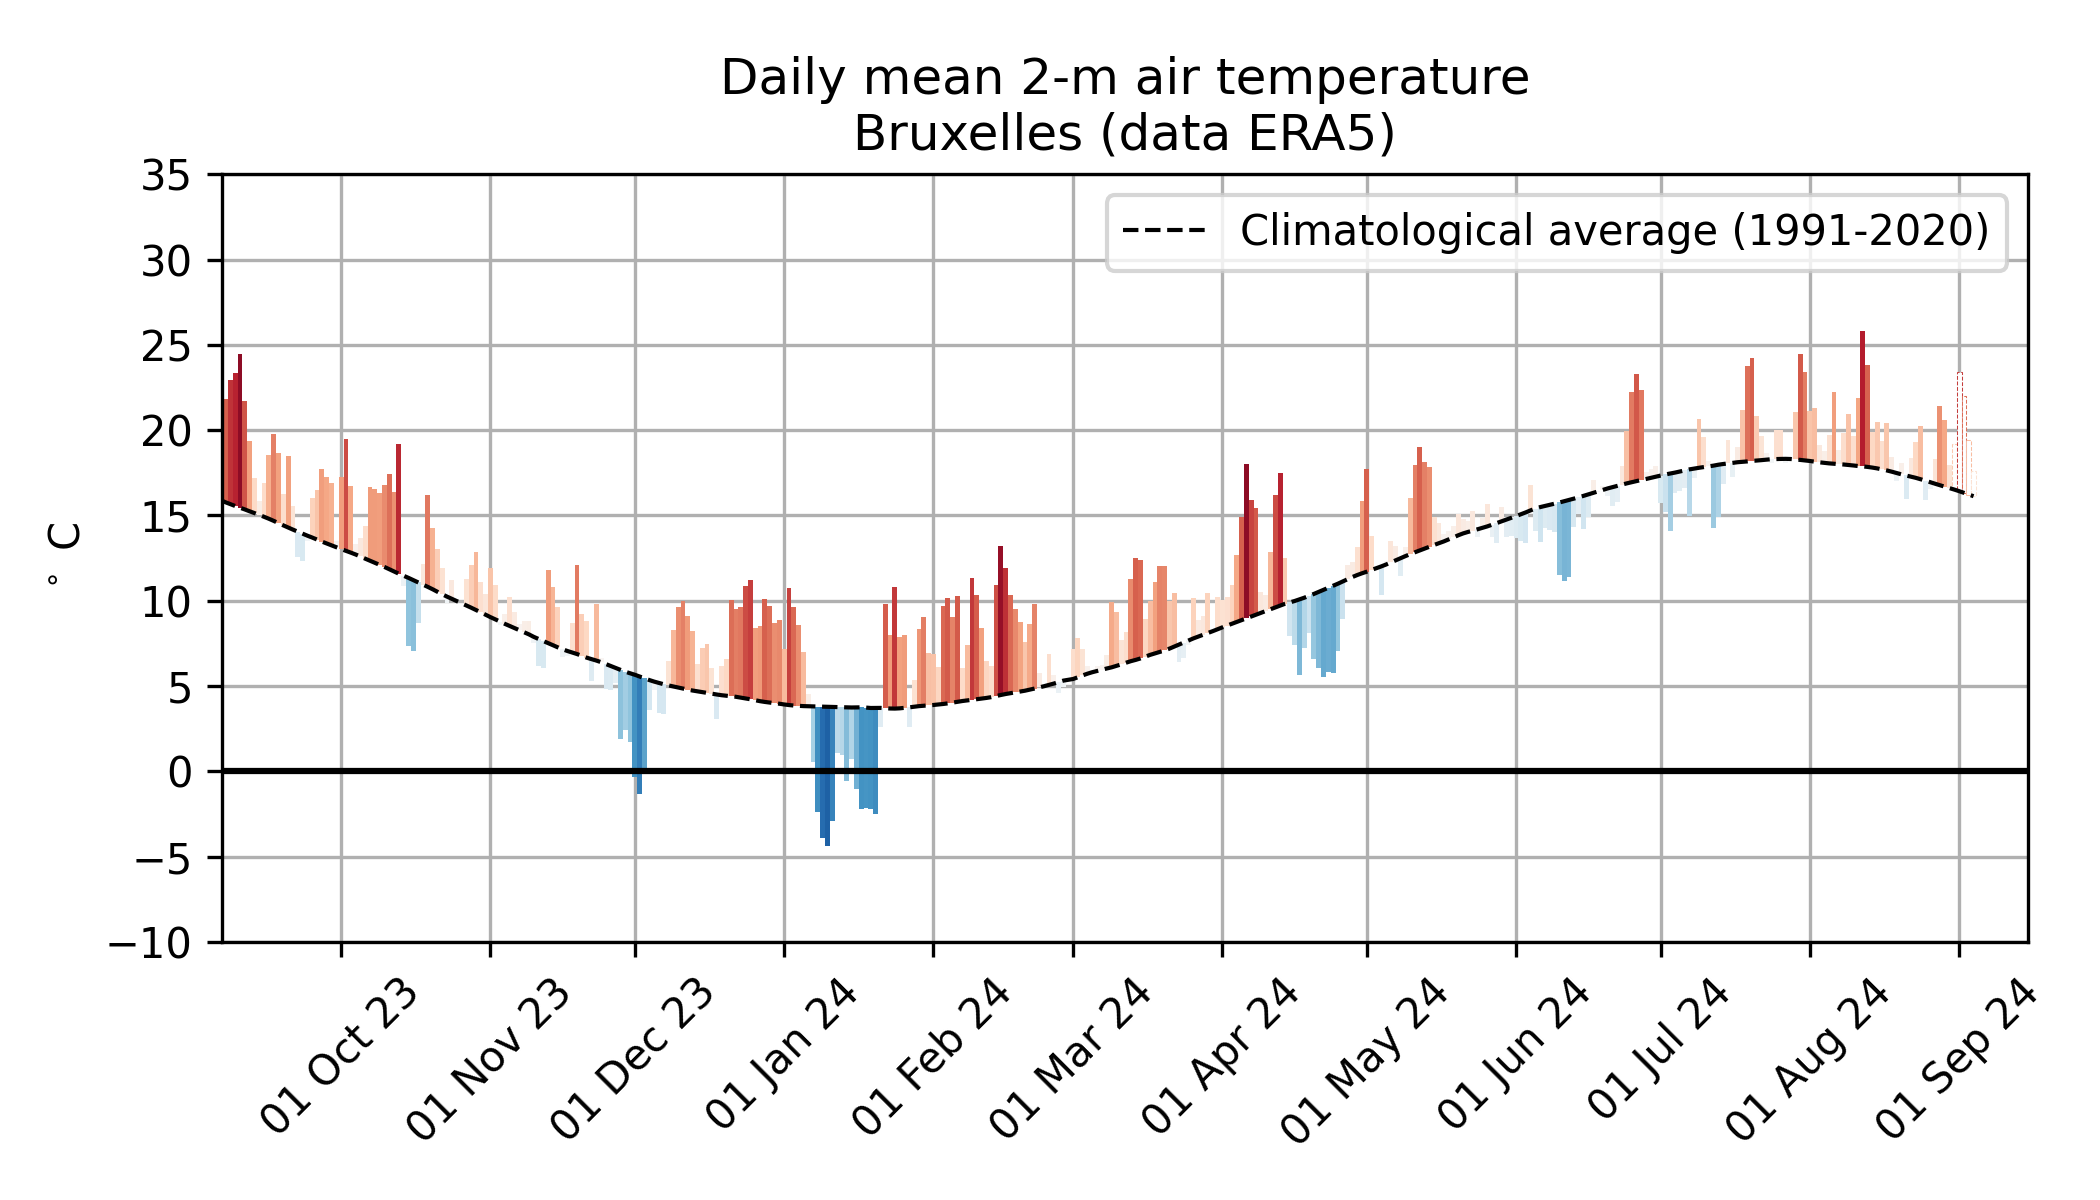 Daily mean 2-m air temperature
Bruxelles (data ERA5)
Climatológical average (1991-2020)
° C
35
30
25
20
15
10
5
0
−5
−10
01 Oct 23
01 Nov 23
01 Dec 23
01 Jan 24
01 Feb 24
01 Mar 24
01 Apr 24
01 May 24
01 Jun 24
01 Jul 24
01 Aug 24
01 Sep 24